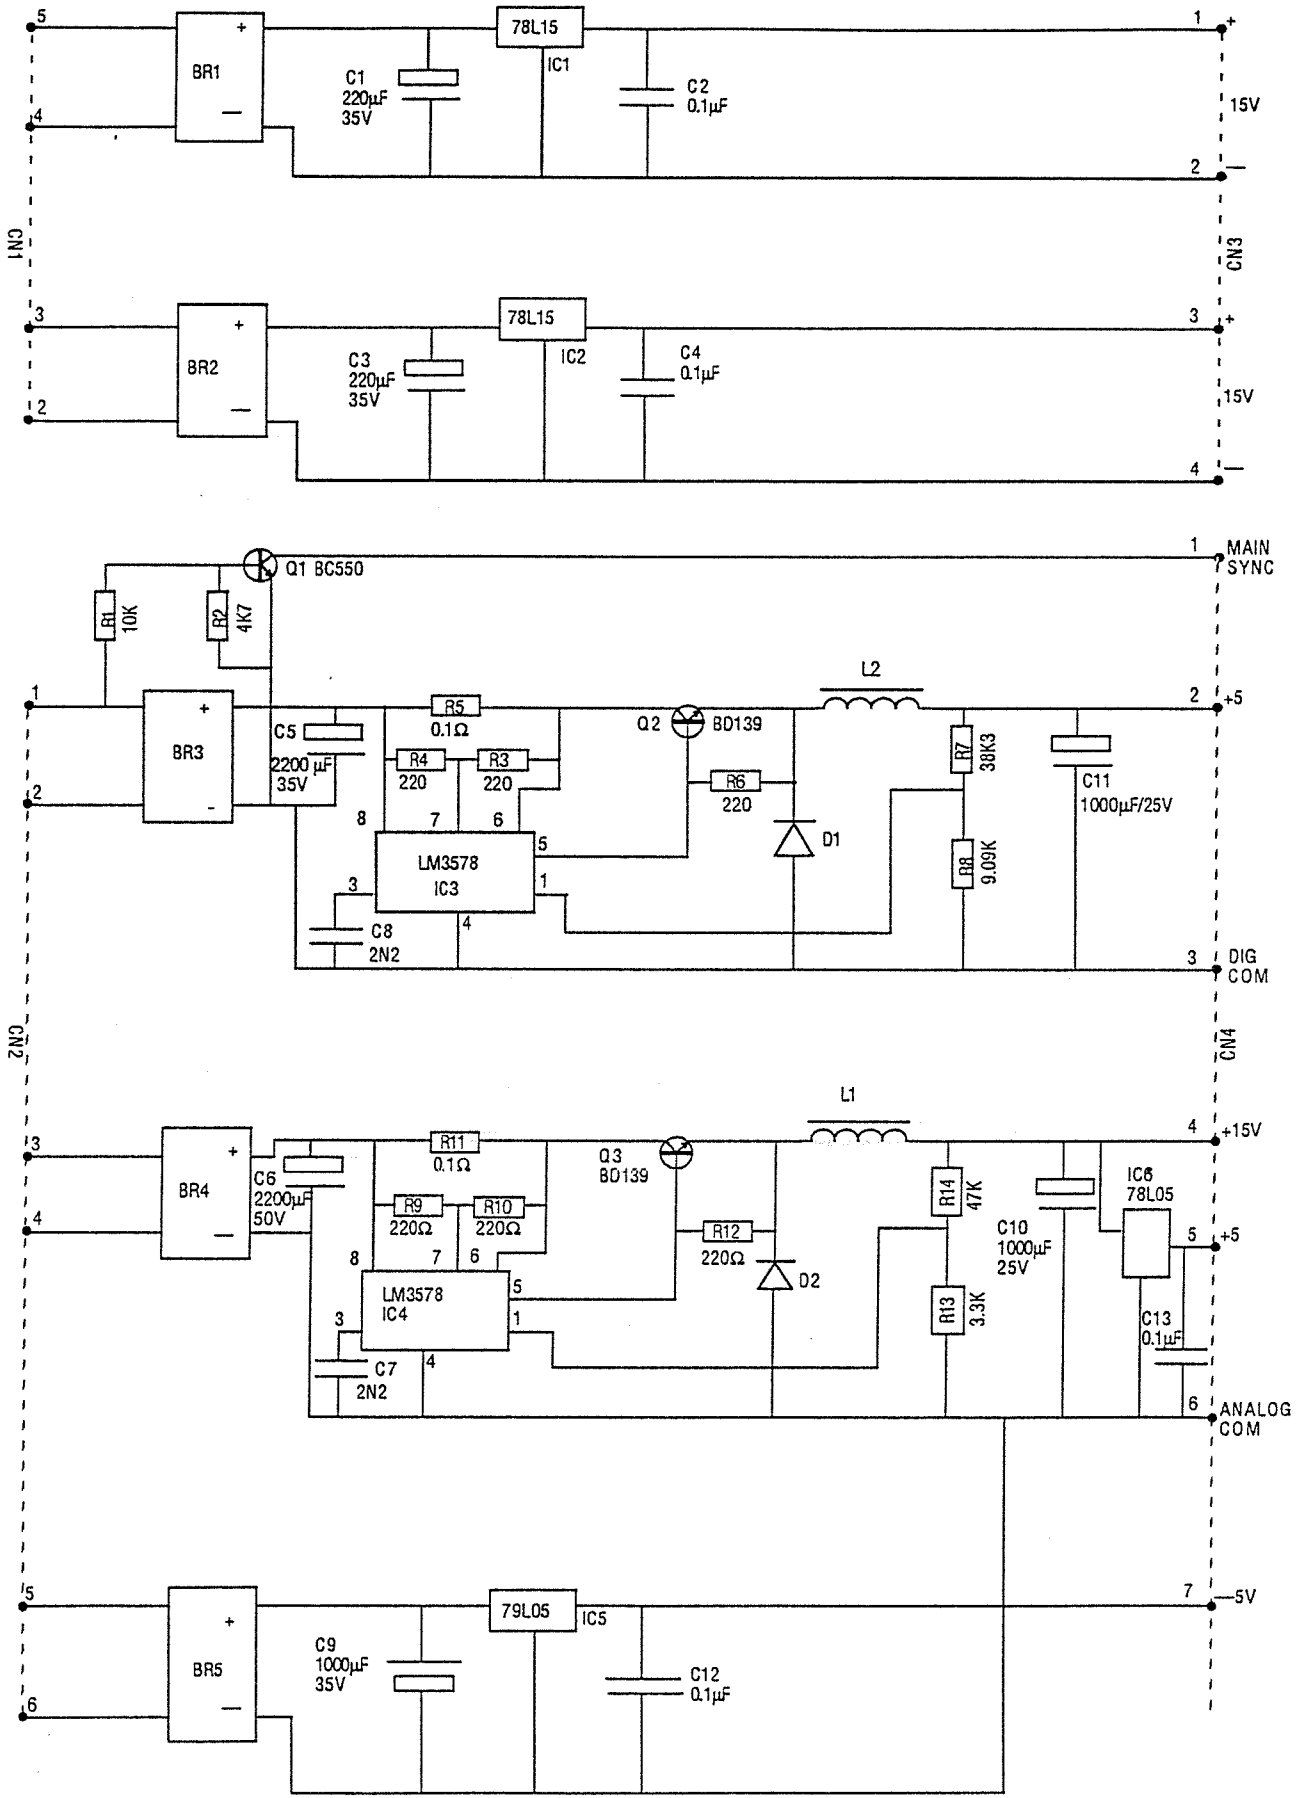 5
+
78L15
1
+
BR1
IC1
C1
220µF
35V
C2
0.1µF
15V
4
—
2
—
CN1
CN3
3
+
78L15
3
+
BR2
IC2
C3
220µF
35V
C4
0.1µF
15V
2
—
4
—
Q1 BC550
1
MAIN
SYNC
R1
10K
R2
4K7
L2
1
+
R5
0.1Ω
Q2
BD139
2
+5
BR3
C5
2200 µF
35V
R4
220
R3
220
R6
220
R7
38K3
C11
1000µF/25V
2
-
8
7
6
5
D1
LM3578
IC3
1
3
4
R8
9.09K
C8
2N2
3
DIG
COM
CN2
CN4
L1
3
+
R11
0.1Ω
Q3
BD139
4
+15V
BR4
C6
2200µF
50V
R9
220Ω
R10
220Ω
R14
47K
IC6
78L05
4
—
8
7
6
R12
220Ω
C10
1000µF
25V
5
+5
LM3578
IC4
5
1
D2
3
4
R13
3.3K
C13
0.1µF
C7
2N2
6
ANALOG
COM
5
+
79L05
IC5
7
—5V
BR5
C9
1000µF
35V
C12
0.1µF
6
—